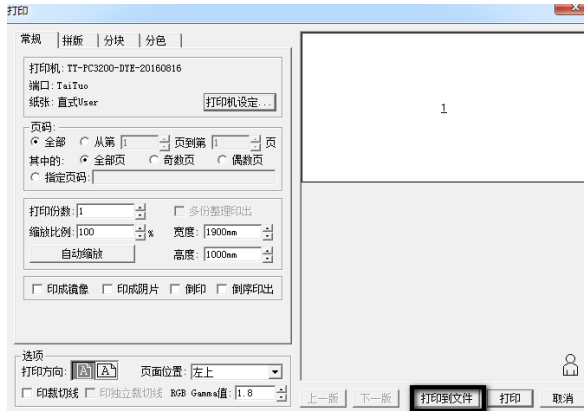 打印
常规 拼版 分块 分色
打印机: TT-PC3200-DTE-20160816
端口: TaiTuo
纸张: 直式User 打印机设定...
页码:
全部 从第 1 页到第 1 页
其中的: 全部页 奇数页 偶数页
指定页码:
打印份数: 1 多份整理印出
缩放比例: 100 % 宽度: 1900mm
自动缩放 高度: 1000mm
印成镜像 印成阴片 倒印 倒序印出
1
选项
打印方向: A A 页面位置: 左上
印裁切线 印独立裁切线 RGB Gamma值: 1.8
上一版 下一版 打印到文件 打印 取消